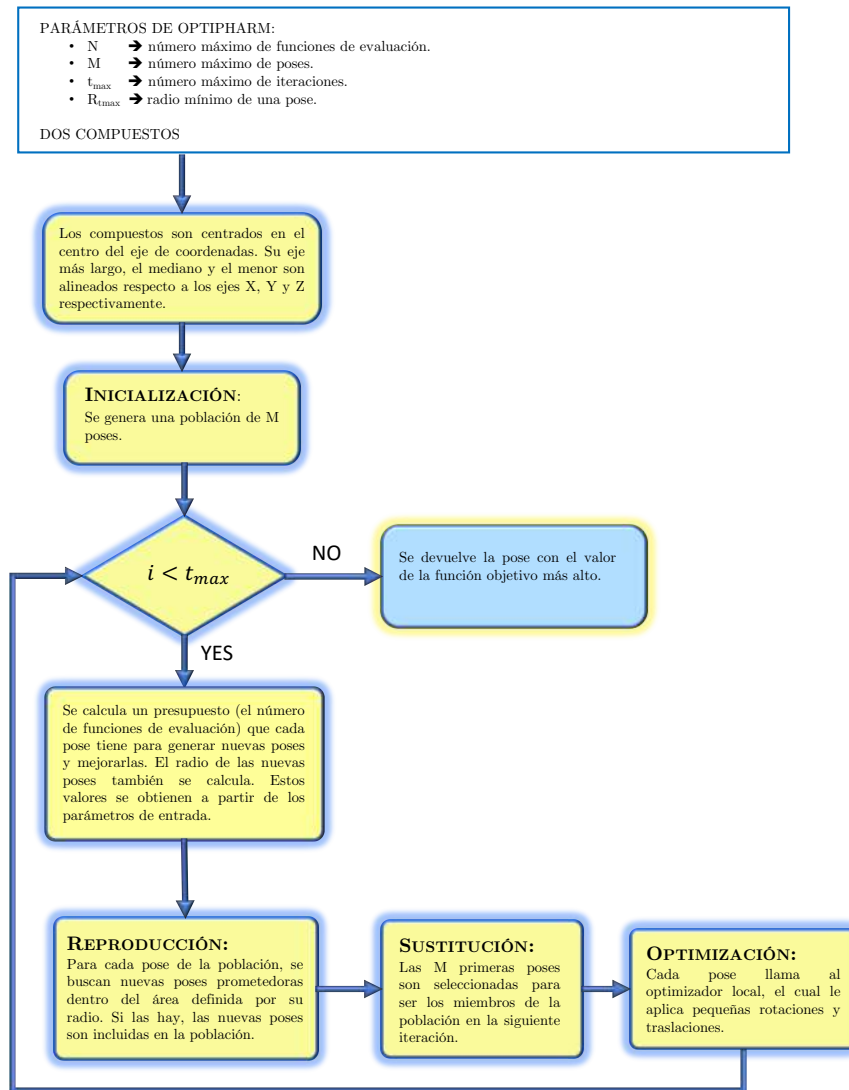 PARÁMETROS DE OPTIPHARM:
• N ➔ número máximo de funciones de evaluación.
• M ➔ número máximo de poses.
• tmax ➔ número máximo de iteraciones.
• Rtmax ➔ radio mínimo de una pose.
DOS COMPUESTOS
Los compuestos son centrados en el
centro del eje de coordenadas. Su eje
más largo, el mediano y el menor son
alineados respecto a los ejes X, Y y Z
respectivamente.
INICIALIZACIÓN:
Se genera una población de M
poses.
i < tmax
NO
Se devuelve la pose con el valor
de la función objetivo más alto.
YES
Se calcula un presupuesto (el número
de funciones de evaluación) que cada
pose tiene para generar nuevas poses
y mejorarlas. El radio de las nuevas
poses también se calcula. Estos
valores se obtienen a partir de los
parámetros de entrada.
REPRODUCCIÓN:
Para cada pose de la población, se
buscan nuevas poses prometedoras
dentro del área definida por su
radio. Si las hay, las nuevas poses
son incluidas en la población.
SUSTITUCIÓN:
Las M primeras poses
son seleccionadas para
ser los miembros de la
población en la siguiente
iteración.
OPTIMIZACIÓN:
Cada pose llama al
optimizador local, el cual le
aplica pequeñas rotaciones y
traslaciones.